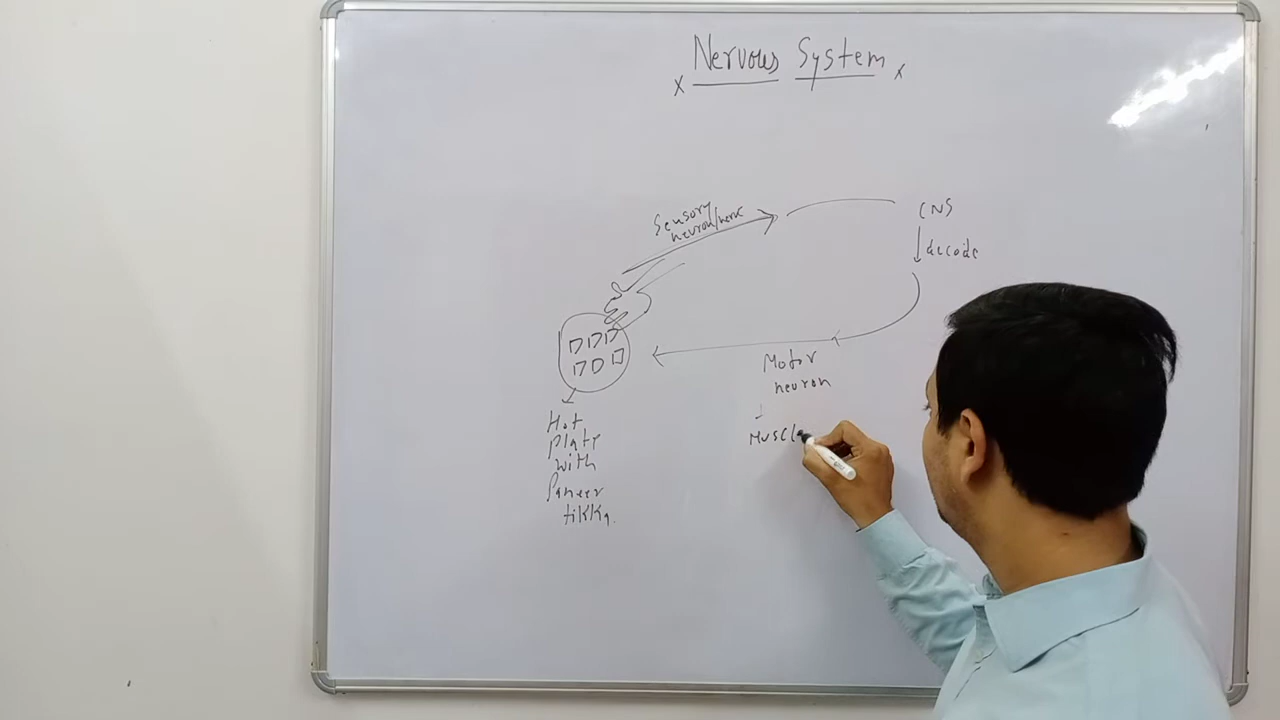 Nervous System
Sensory
neuron/nerve
CNS
decode
Motor
neuron
Muscle
Hot
plate
with
Paneer
tikka.